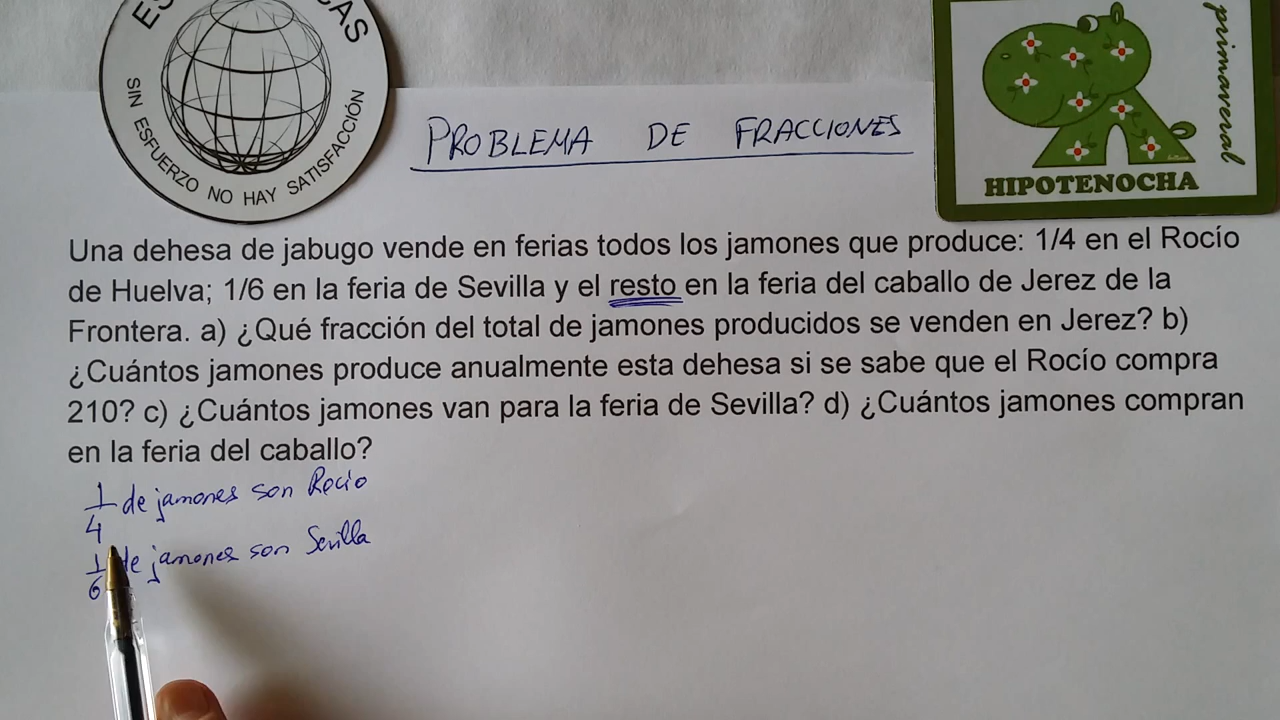 SIN ESFUERZO NO HAY SATISFACCIÓN
PROBLEMA DE FRACCIONES
primaveral
HIPOTENOCHA
Una dehesa de jabugo vende en ferias todos los jamones que produce: 1/4 en el Rocío
de Huelva; 1/6 en la feria de Sevilla y el resto en la feria del caballo de Jerez de la
Frontera. a) ¿Qué fracción del total de jamones producidos se venden en Jerez? b)
¿Cuántos jamones produce anualmente esta dehesa si se sabe que el Rocío compra
210? c) ¿Cuántos jamones van para la feria de Sevilla? d) ¿Cuántos jamones compran
en la feria del caballo?
1/4 de jamones son Rocio
1/6 de jamones son Sevilla